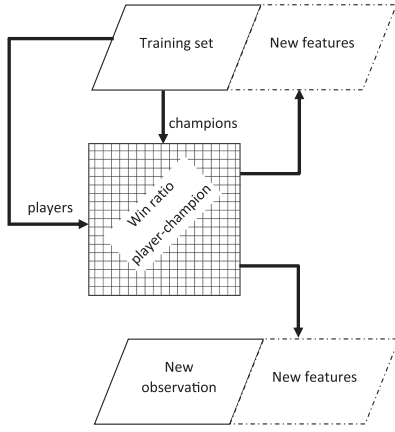 Training set
New features
champions
players
Win ratio
player-champion
New
observation
New features